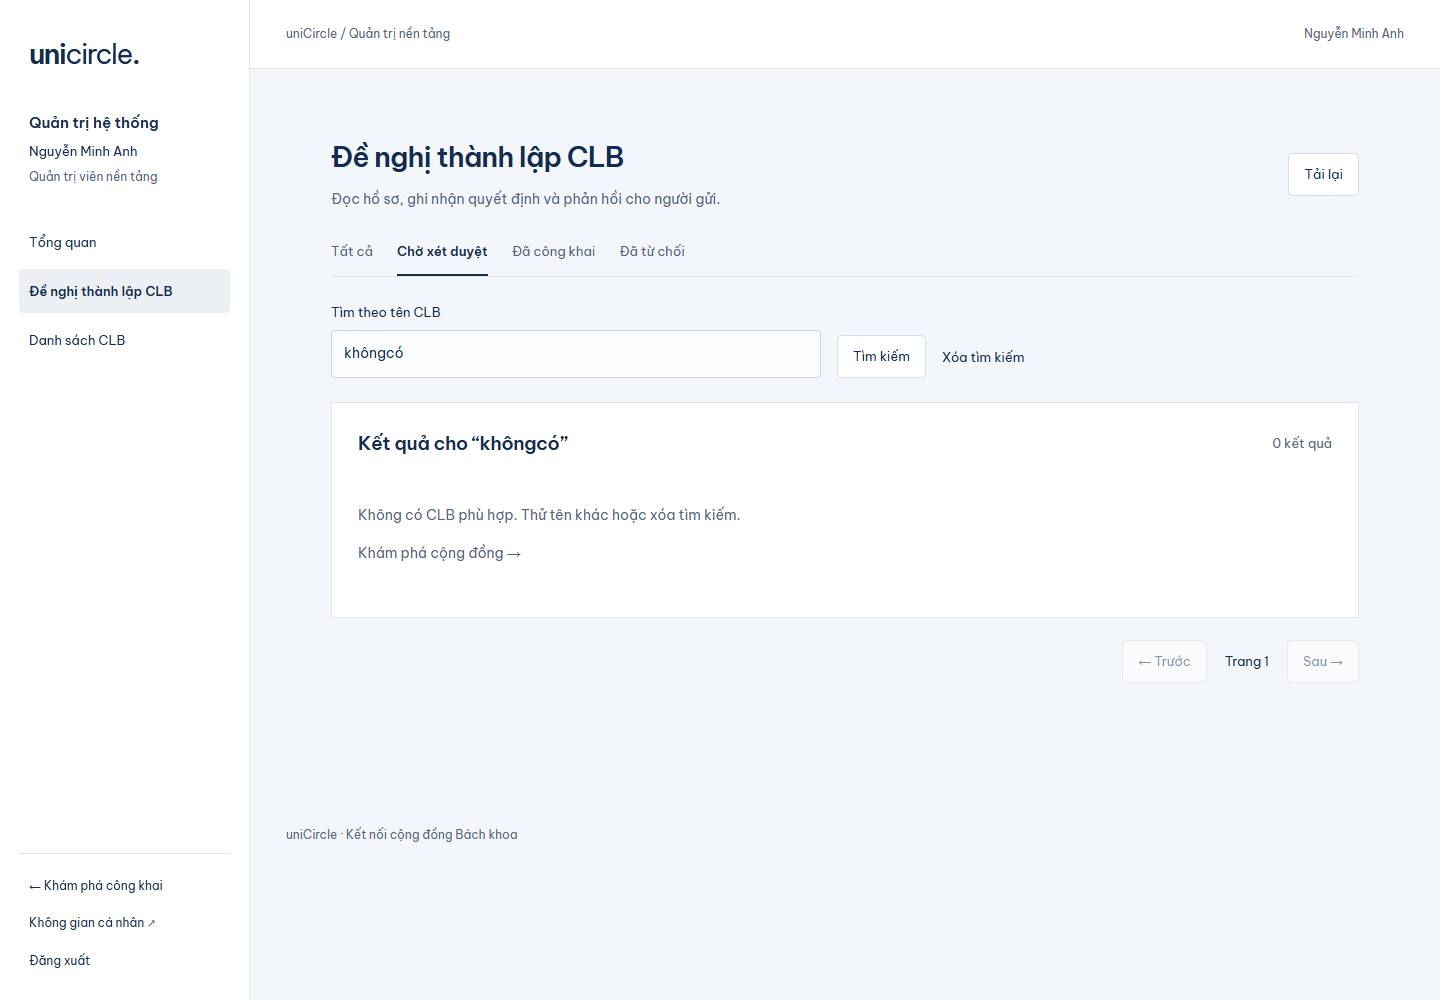 unicircle.
Quản trị hệ thống
Nguyễn Minh Anh
Quản trị viên nền tảng
Tổng quan
Đề nghị thành lập CLB
Danh sách CLB
← Khám phá công khai
Không gian cá nhân ↗
Đăng xuất
uniCircle / Quản trị nền tảng
Nguyễn Minh Anh
Đề nghị thành lập CLB
Đọc hồ sơ, ghi nhận quyết định và phản hồi cho người gửi.
Tải lại
Tất cả Chờ xét duyệt Đã công khai Đã từ chối
Tìm theo tên CLB
khôngcó
Tìm kiếm
Xóa tìm kiếm
Kết quả cho “khôngcó”
0 kết quả
Không có CLB phù hợp. Thử tên khác hoặc xóa tìm kiếm.
Khám phá cộng đồng →
← Trước Trang 1 Sau →
uniCircle · Kết nối cộng đồng Bách khoa